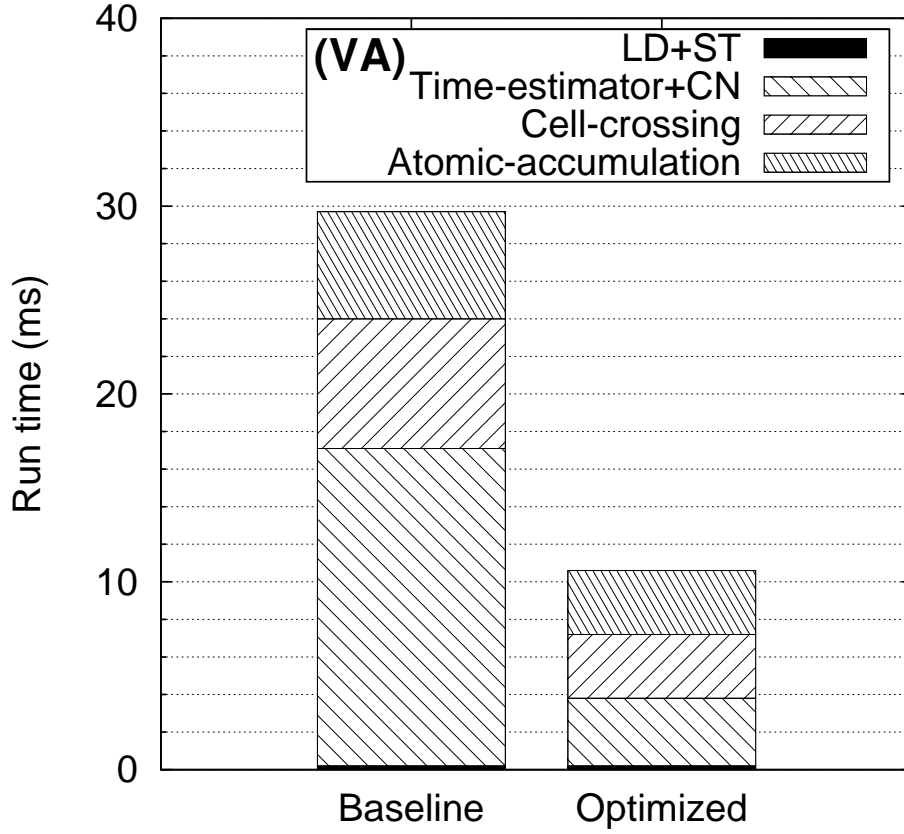 40
30
20
10
0
Run time (ms)
(VA)
LD+ST
Time-estimator+CN
Cell-crossing
Atomic-accumulation
Baseline
Optimized